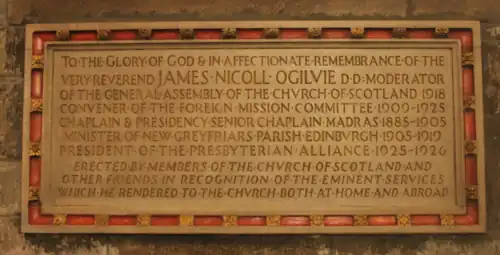 TO·THE·GLORY·OF·GOD·&·IN·AFFECTIONATE·REMEMBRANCE·OF·THE
VERY·REVEREND JAMES·NICOLL·OGILVIE D·D·MODERATOR
OF·THE·GENERAL·ASSEMBLY·OF·THE·CHVRCH·OF·SCOTLAND 1918
CONVENER·OF·THE·FOREIGN·MISSION·COMMITTEE·1909-1925
CHAPLAIN·&·PRESIDENCY·SENIOR·CHAPLAIN·MADRAS·1885-1905
MINISTER·OF·NEW·GREYFRIARS·PARISH·EDINBVRGH·1905-1919
PRESIDENT·OF·THE·PRESBYTERIAN·ALLIANCE·1925-1926
ERECTED·BY·MEMBERS·OF·THE·CHVRCH·OF·SCOTLAND·AND
OTHER·FRIENDS·IN·RECOGNITION·OF·THE·EMINENT·SERVICES
WHICH·HE·RENDERED·TO·THE·CHVRCH·BOTH·AT·HOME·AND·ABROAD